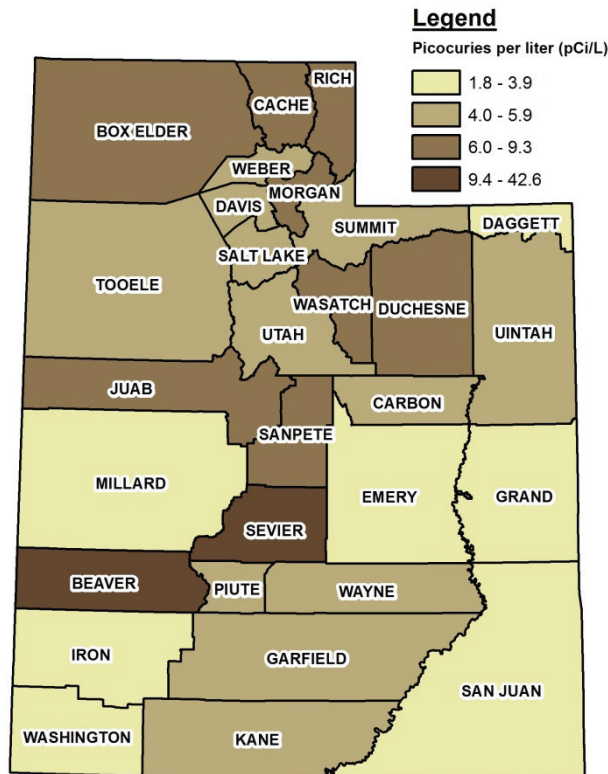 Legend
Picocuries per liter (pCi/L)
1.8 - 3.9
4.0 - 5.9
6.0 - 9.3
9.4 - 42.6
RICH
CACHE
BOX ELDER
WEBER
MORGAN
DAVIS
SUMMIT
DAGGETT
SALT LAKE
TOOELE
WASATCH
DUCHESNE
UTAH
UINTAH
JUAB
CARBON
SANPETE
MILLARD
EMERY
GRAND
SEVIER
BEAVER
PIUTE
WAYNE
IRON
GARFIELD
SAN JUAN
WASHINGTON
KANE